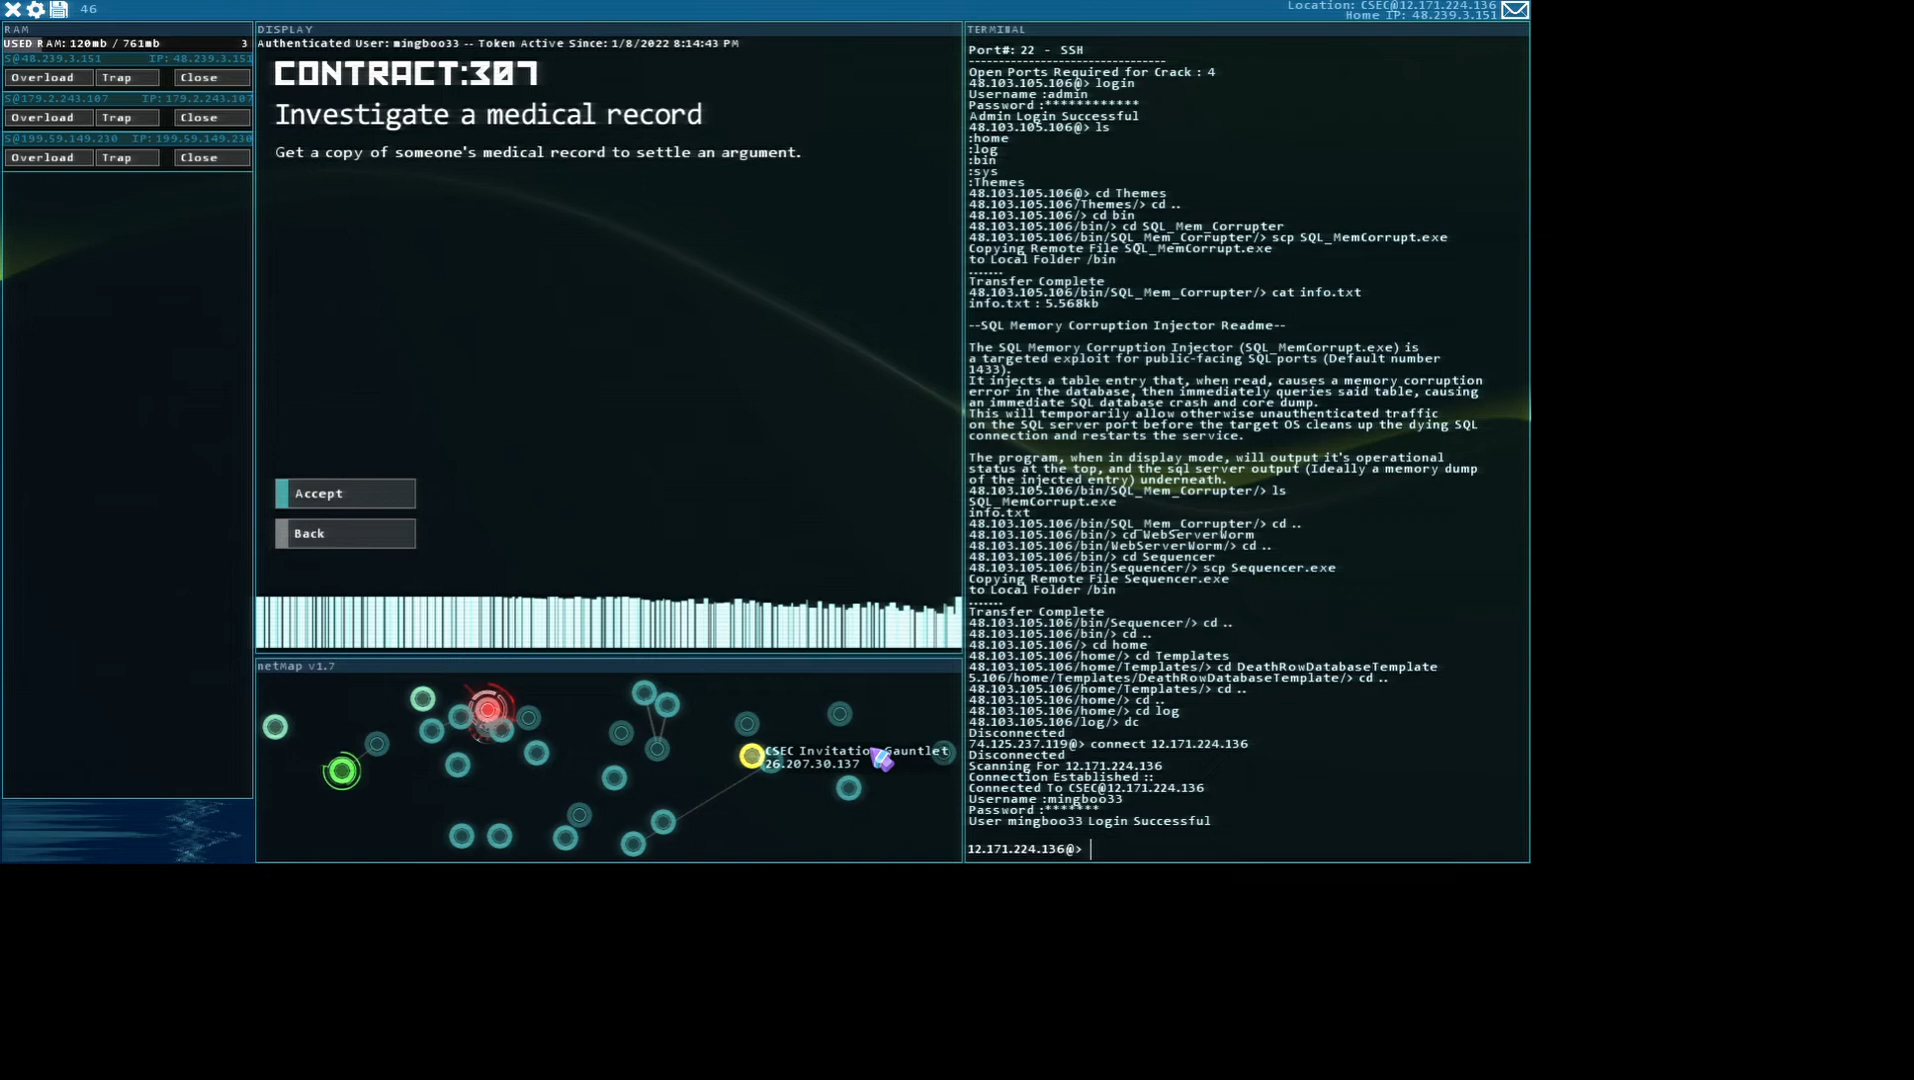 46
Location: CSEC@12.171.224.136
Home IP: 48.239.3.151
RAM
USED RAM: 120mb / 761mb 3
S@48.239.3.151 IP: 48.239.3.151
Overload Trap Close
S@179.2.243.107 IP: 179.2.243.107
Overload Trap Close
S@199.59.149.230 IP: 199.59.149.230
Overload Trap Close
DISPLAY
Authenticated User: mingboo33 -- Token Active Since: 1/8/2022 8:14:43 PM
CONTRACT:307
Investigate a medical record
Get a copy of someone's medical record to settle an argument.
Accept
Back
netMap v1.7
CSEC Invitation Gauntlet
26.207.30.137
TERMINAL
Port#: 22 - SSH
---------------------------------
Open Ports Required for Crack : 4
48.103.105.106@> login
Username :admin
Password :************
Admin Login Successful
48.103.105.106@> ls
:home
:log
:bin
:sys
:Themes
48.103.105.106@> cd Themes
48.103.105.106/Themes/> cd ..
48.103.105.106/> cd bin
48.103.105.106/bin/> cd SQL_Mem_Corrupter
48.103.105.106/bin/SQL_Mem_Corrupter/> scp SQL_MemCorrupt.exe
Copying Remote File SQL_MemCorrupt.exe
to Local Folder /bin
.......
Transfer Complete
48.103.105.106/bin/SQL_Mem_Corrupter/> cat info.txt
info.txt : 5.568kb
--SQL Memory Corruption Injector Readme--
The SQL Memory Corruption Injector (SQL_MemCorrupt.exe) is
a targeted exploit for public-facing SQL ports (Default number
1433).
It injects a table entry that, when read, causes a memory corruption
error in the database, then immediately queries said table, causing
an immediate SQL database crash and core dump.
This will temporarily allow otherwise unauthenticated traffic
on the SQL server port before the target OS cleans up the dying SQL
connection and restarts the service.
The program, when in display mode, will output it's operational
status at the top, and the sql server output (Ideally a memory dump
of the injected entry) underneath.
48.103.105.106/bin/SQL_Mem_Corrupter/> ls
SQL_MemCorrupt.exe
info.txt
48.103.105.106/bin/SQL_Mem_Corrupter/> cd ..
48.103.105.106/bin/> cd WebServerWorm
48.103.105.106/bin/WebServerWorm/> cd ..
48.103.105.106/bin/> cd Sequencer
48.103.105.106/bin/Sequencer/> scp Sequencer.exe
Copying Remote File Sequencer.exe
to Local Folder /bin
.......
Transfer Complete
48.103.105.106/bin/Sequencer/> cd ..
48.103.105.106/bin/> cd ..
48.103.105.106/> cd home
48.103.105.106/home/> cd Templates
48.103.105.106/home/Templates/> cd DeathRowDatabaseTemplate
5.106/home/Templates/DeathRowDatabaseTemplate/> cd ..
48.103.105.106/home/Templates/> cd ..
48.103.105.106/home/> cd ..
48.103.105.106/> cd log
48.103.105.106/log/> dc
Disconnected
74.125.237.119@> connect 12.171.224.136
Disconnected
Scanning For 12.171.224.136
Connection Established ::
Connected To CSEC@12.171.224.136
Username :mingboo33
Password :*******
User mingboo33 Login Successful
12.171.224.136@>